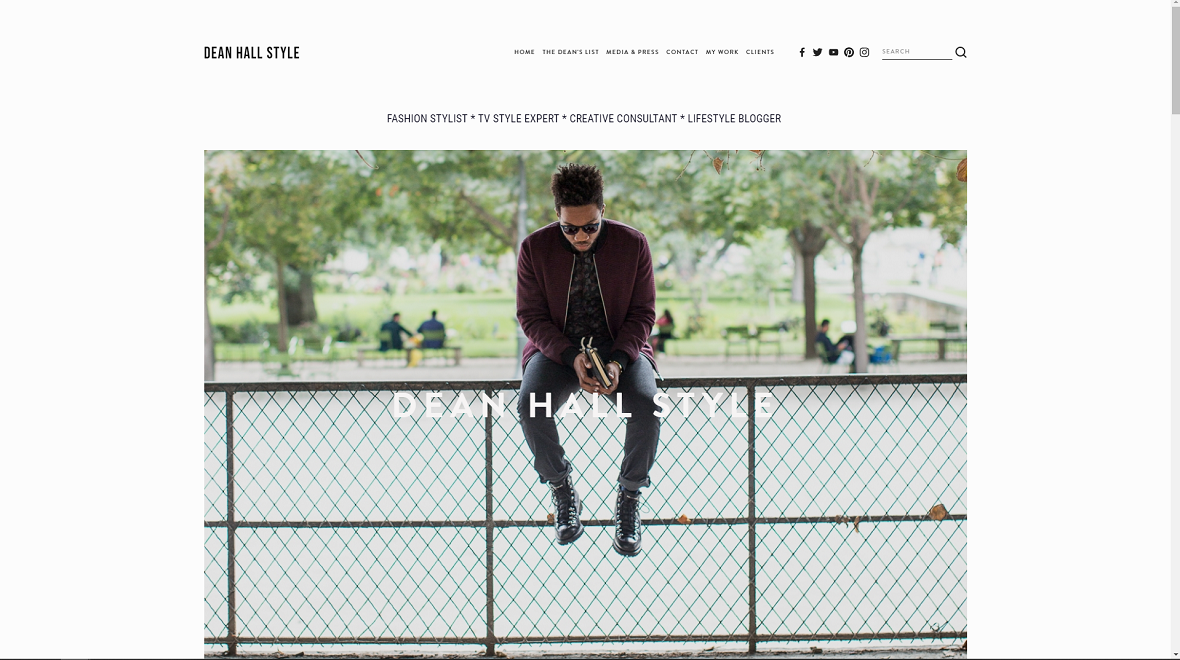 DEAN HALL STYLE
HOME THE DEAN'S LIST MEDIA & PRESS CONTACT MY WORK CLIENTS
SEARCH
FASHION STYLIST * TV STYLE EXPERT * CREATIVE CONSULTANT * LIFESTYLE BLOGGER
DEAN HALL STYLE